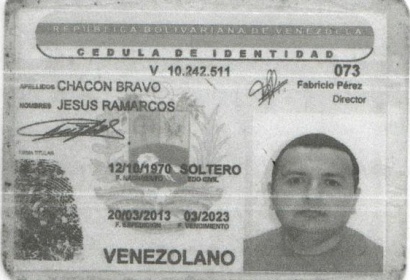 REPÚBLICA BOLIVARIANA DE VENEZUELA
CEDULA DE IDENTIDAD
V 10.242.511 073
APELLIDOS CHACON BRAVO
Fabricio Pérez
Director
NOMBRES JESUS RAMARCOS
FIRMA TITULAR
12/10/1970 SOLTERO
F. NACIMIENTO EDO CIVIL
20/03/2013 03/2023
F. EXPEDICION F. VENCIMIENTO
VENEZOLANO